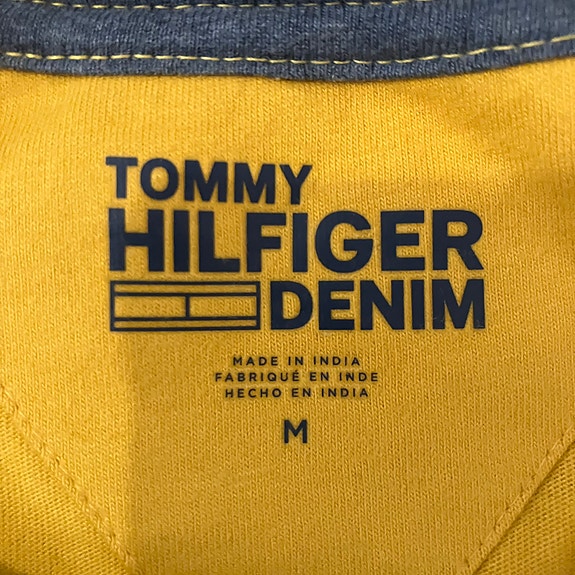 TOMMY
HILFIGER
DENIM
MADE IN INDIA
FABRIQUÉ EN INDE
HECHO EN INDIA
M